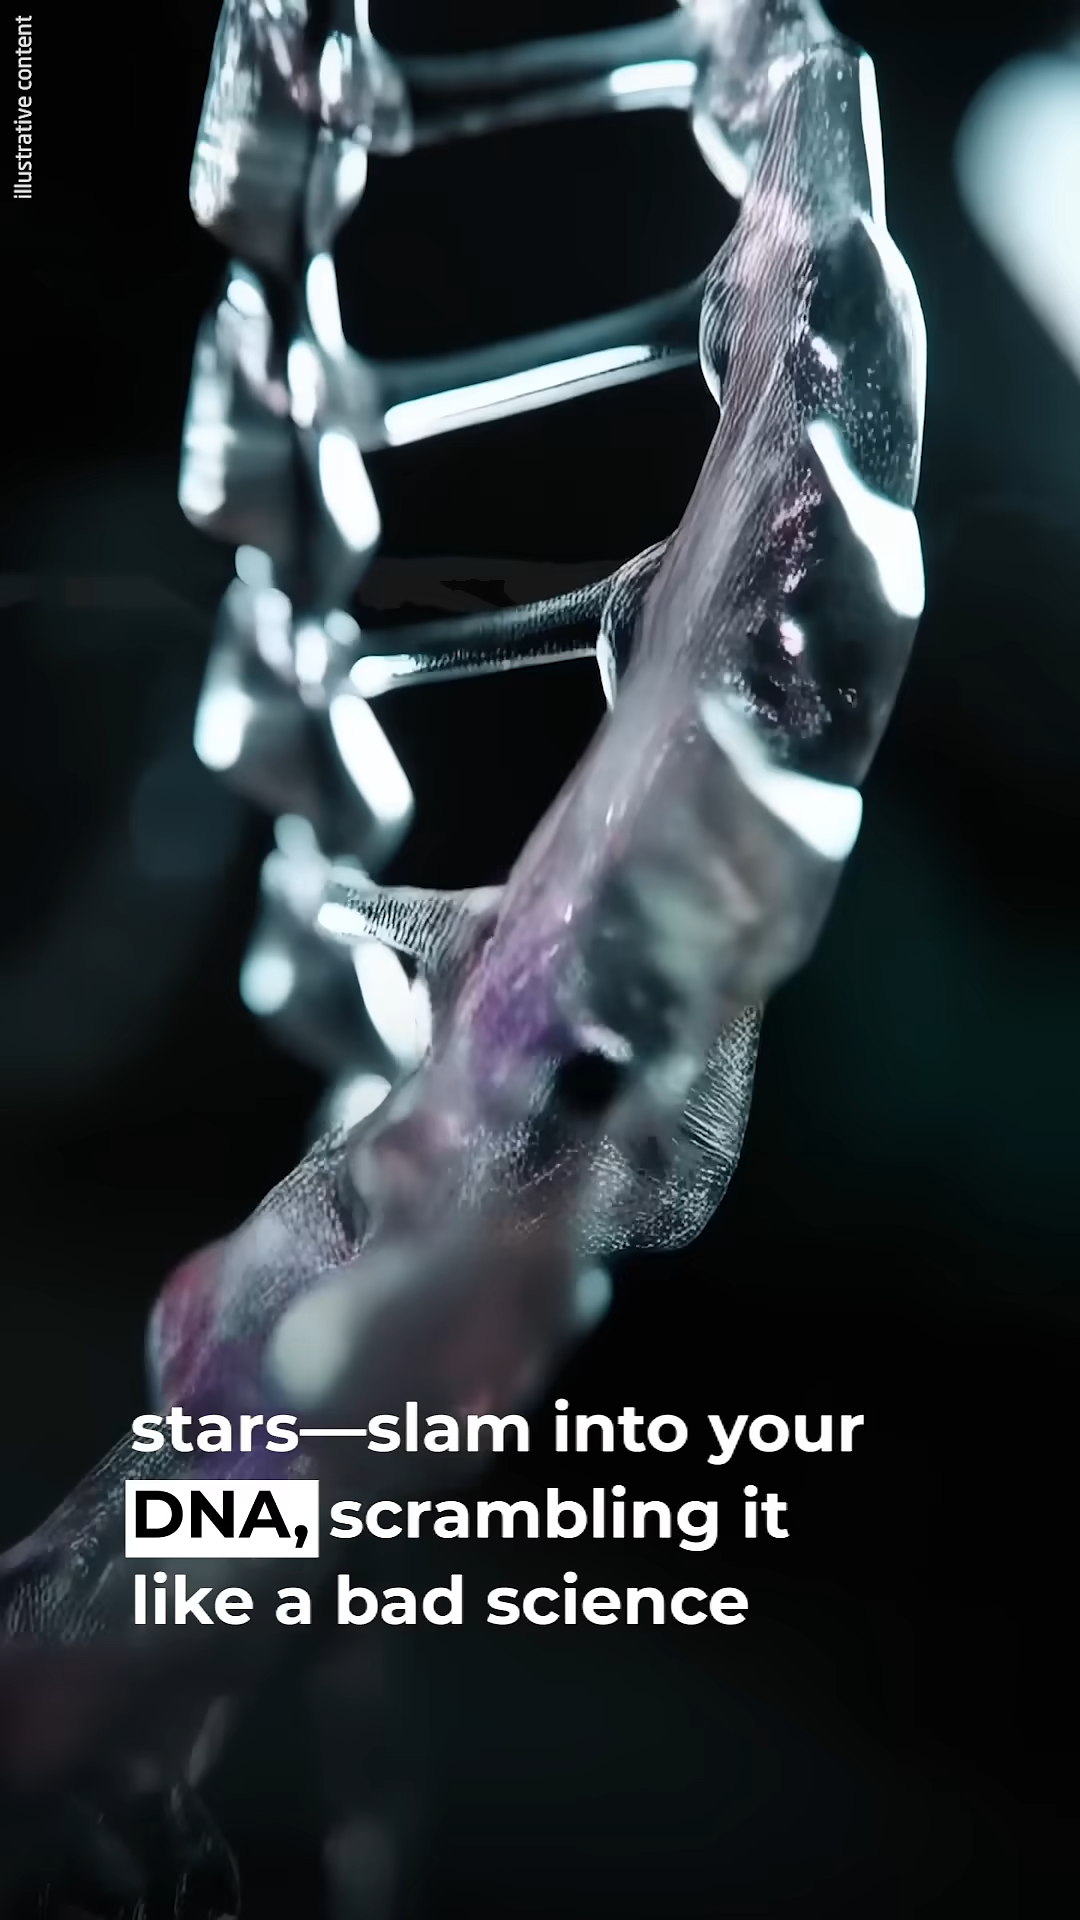 illustrative content
stars—slam into your
DNA, scrambling it
like a bad science